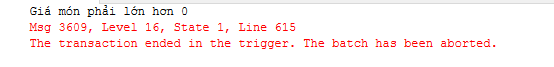 Giá món phải lớn hơn 0
Msg 3609, Level 16, State 1, Line 615
The transaction ended in the trigger. The batch has been aborted.